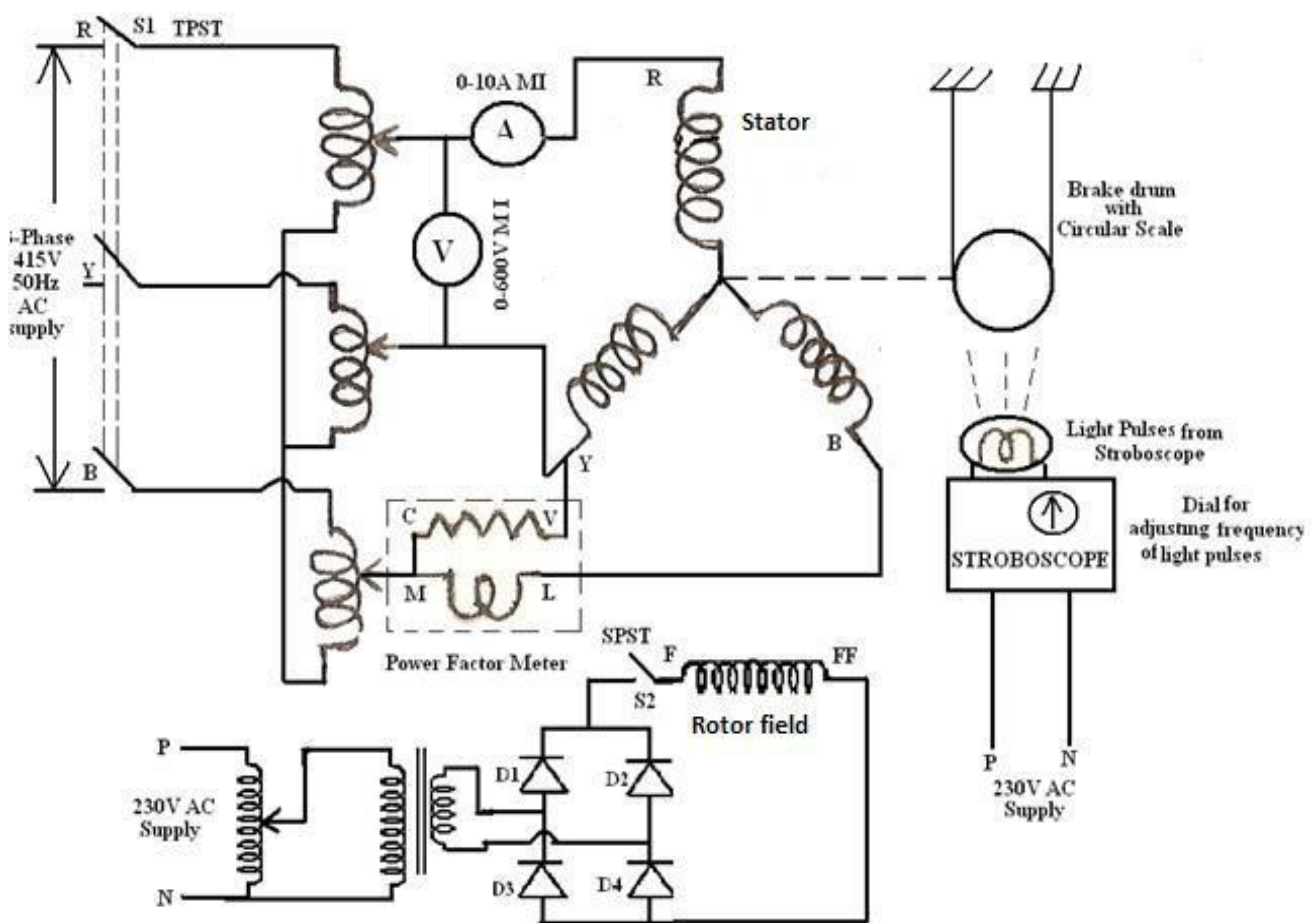 R
S1
TPST
0-10A MI
A
R
Stator
Brake drum
with
Circular Scale
V
0-600V MI
-Phase
415V
50Hz
AC
supply
Y
B
Y
B
C
V
M
L
Power Factor Meter
Light Pulses from
Stroboscope
Dial for
adjusting frequency
of light pulses
STROBOSCOPE
SPST
F
FF
S2
Rotor field
P
N
230V AC
Supply
P
230V AC
Supply
N
D1
D2
D3
D4